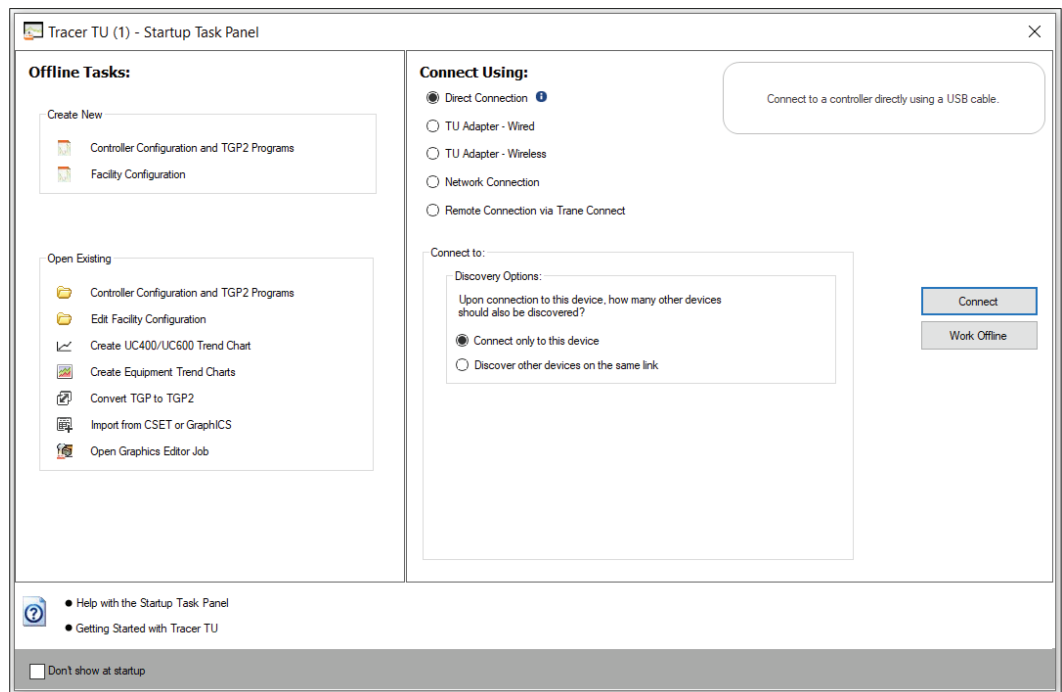 Tracer TU (1) - Startup Task Panel
Offline Tasks:
Create New
Controller Configuration and TGP2 Programs
Facility Configuration
Open Existing
Controller Configuration and TGP2 Programs
Edit Facility Configuration
Create UC400/UC600 Trend Chart
Create Equipment Trend Charts
Convert TGP to TGP2
Import from CSET or GraphICS
Open Graphics Editor Job
Connect Using:
Direct Connection
TU Adapter - Wired
TU Adapter - Wireless
Network Connection
Remote Connection via Trane Connect
Connect to a controller directly using a USB cable.
Connect to:
Discovery Options:
Upon connection to this device, how many other devices
should also be discovered?
Connect only to this device
Discover other devices on the same link
Connect
Work Offline
Help with the Startup Task Panel
Getting Started with Tracer TU
Don't show at startup